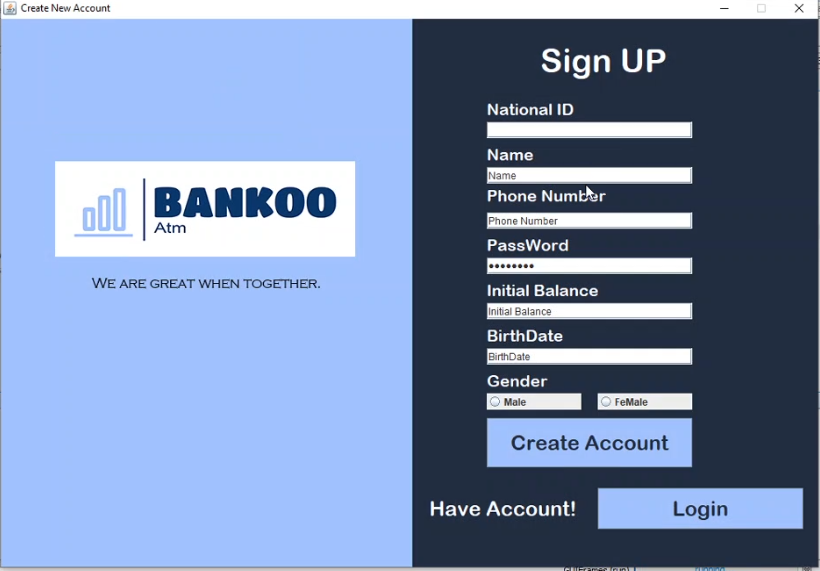 Create New Account
Sign UP
National ID
Name
Name
Phone Number
Phone Number
PassWord
••••••••
Initial Balance
Initial Balance
BirthDate
BirthDate
Gender
Male FeMale
Create Account
Have Account! Login
BANKOO
Atm
WE ARE GREAT WHEN TOGETHER.